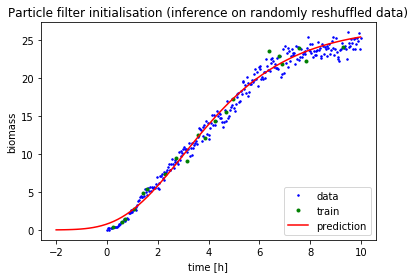 Particle filter initialisation (inference on randomly reshuffled data)
25
20
15
10
5
0
biomass
−2
0
2
4
6
8
10
time [h]
data
train
prediction